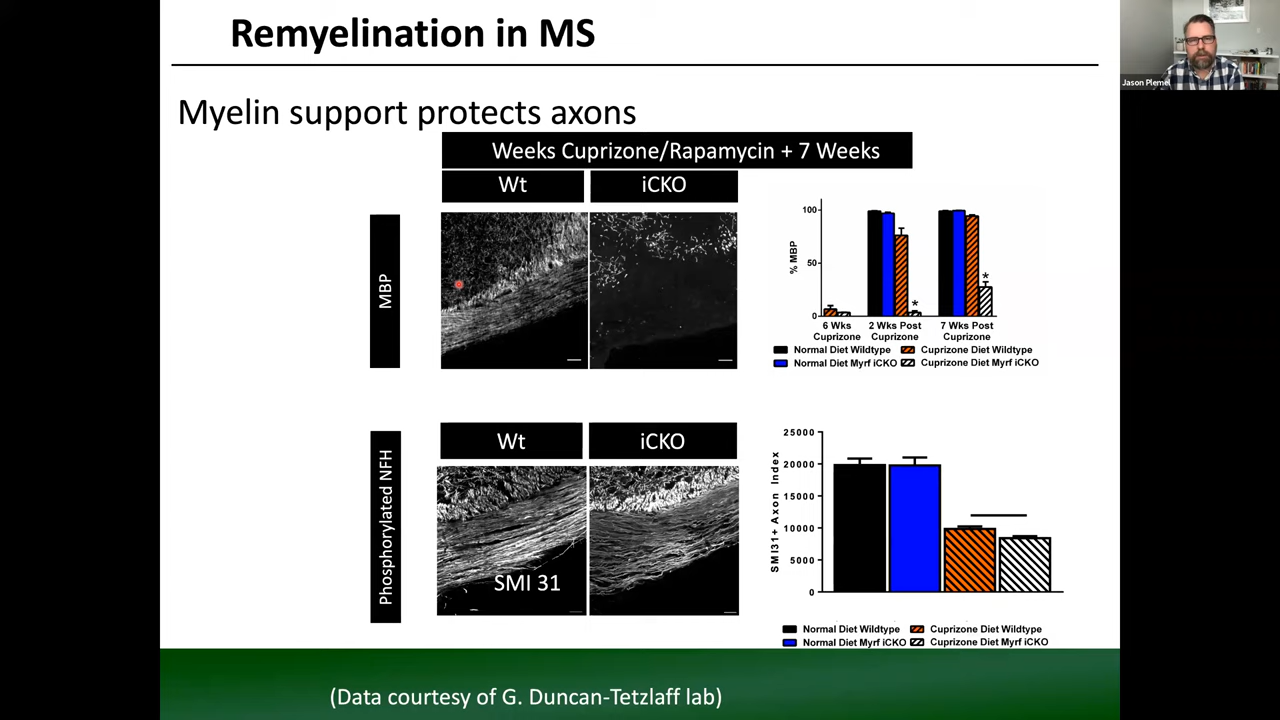 Remyelination in MS
Jason Plemel
Myelin support protects axons
Weeks Cuprizone/Rapamycin + 7 Weeks
Wt
iCKO
MBP
% MBP
100
50
0
*
*
6 Wks
Cuprizone
2 Wks Post
Cuprizone
7 Wks Post
Cuprizone
Normal Diet Wildtype
Cuprizone Diet Wildtype
Normal Diet Myrf iCKO
Cuprizone Diet Myrf iCKO
Wt
iCKO
Phosphorylated NFH
SMI 31
SMI31+ Axon Index
25000
20000
15000
10000
5000
0
Normal Diet Wildtype
Cuprizone Diet Wildtype
Normal Diet Myrf iCKO
Cuprizone Diet Myrf iCKO
(Data courtesy of G. Duncan-Tetzlaff lab)